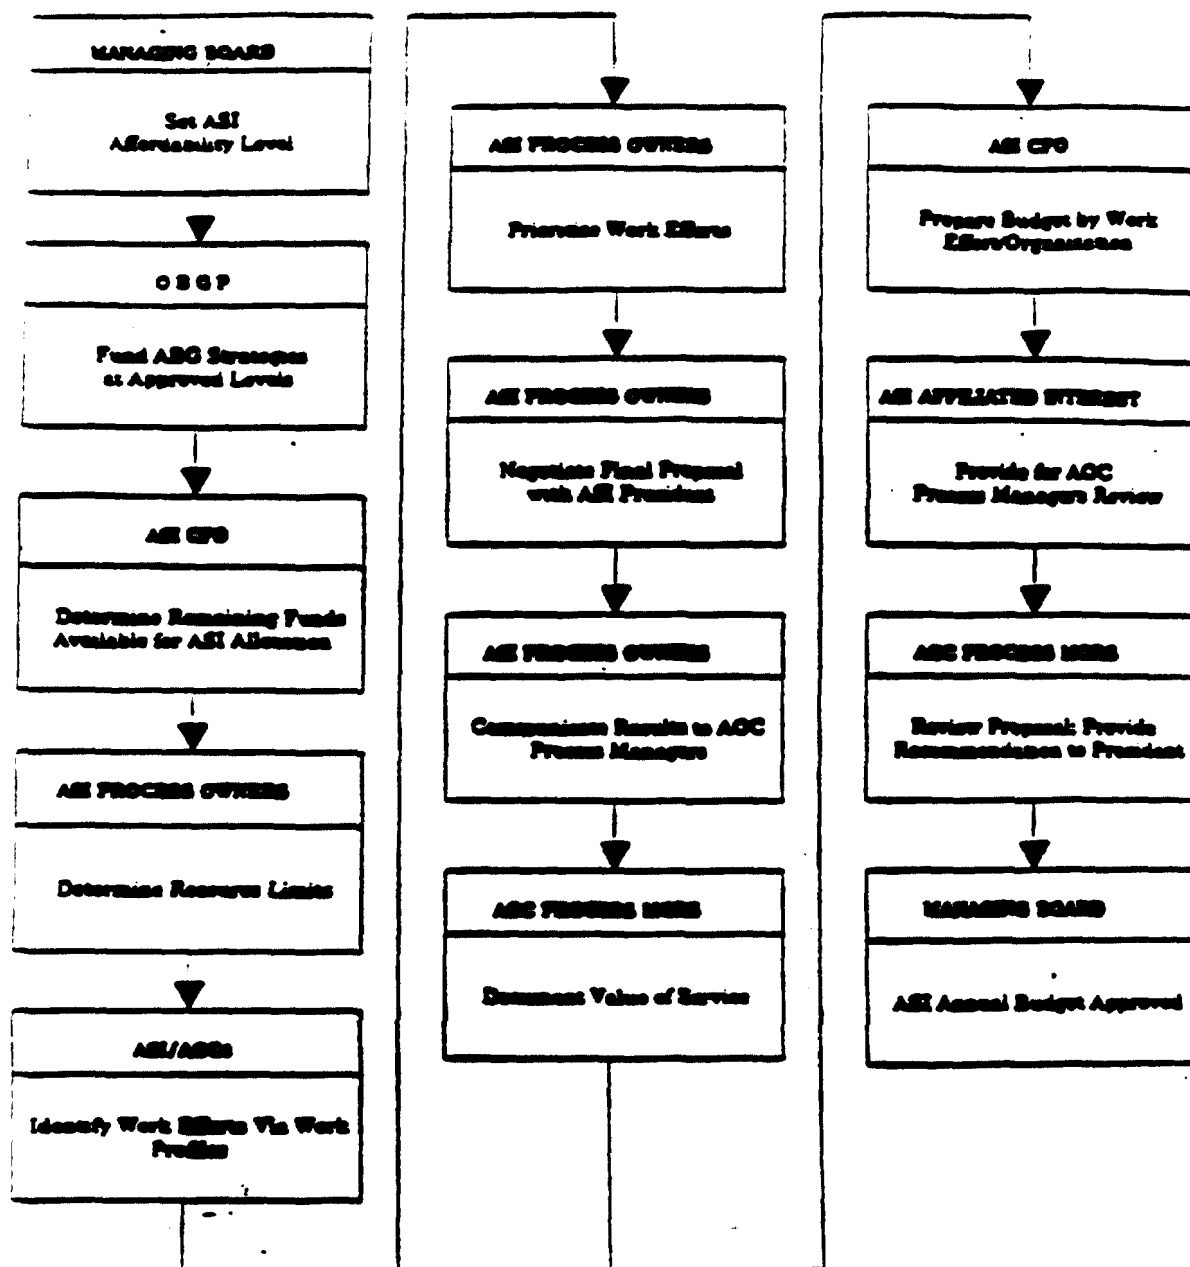 MANAGING BOARD
Set ASI
Affordability Level
O B G P
Fund ABG Strategies
at Approved Levels
ASI CFO
Determine Remaining Funds
Available for ASI Allocation
ASI PROCESS OWNERS
Determine Resource Limits
Identify Work Efforts Via Work
Profiles
ASI PROCESS OWNERS
Prioritize Work Efforts
ASI PROCESS OWNERS
Negotiate Final Proposal
with ASI President
ASI PROCESS OWNERS
Communicate Results to AOC
Process Managers
AOC PROCESS MGRS
Document Value of Service
ASI CFO
Prepare Budget by Work
Effort/Organization
ASI AFFILIATED INTEREST
Provide for AOC
Process Managers Review
AOC PROCESS MGRS
Review Proposal: Provide
Recommendation to President
MANAGING BOARD
ASI Annual Budget Approved